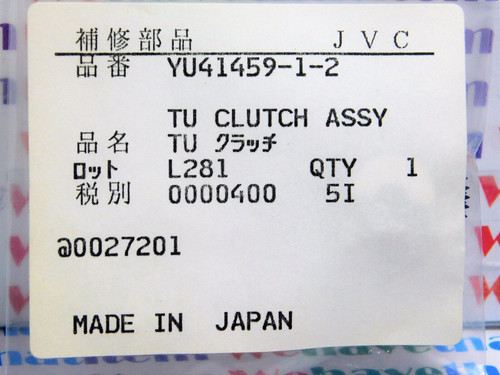 補修部品 JVC
品番 YU41459-1-2
TU CLUTCH ASSY
品名 TU クラッチ
ロット L281 QTY 1
税別 0000400 5I
@0027201
MADE IN JAPAN